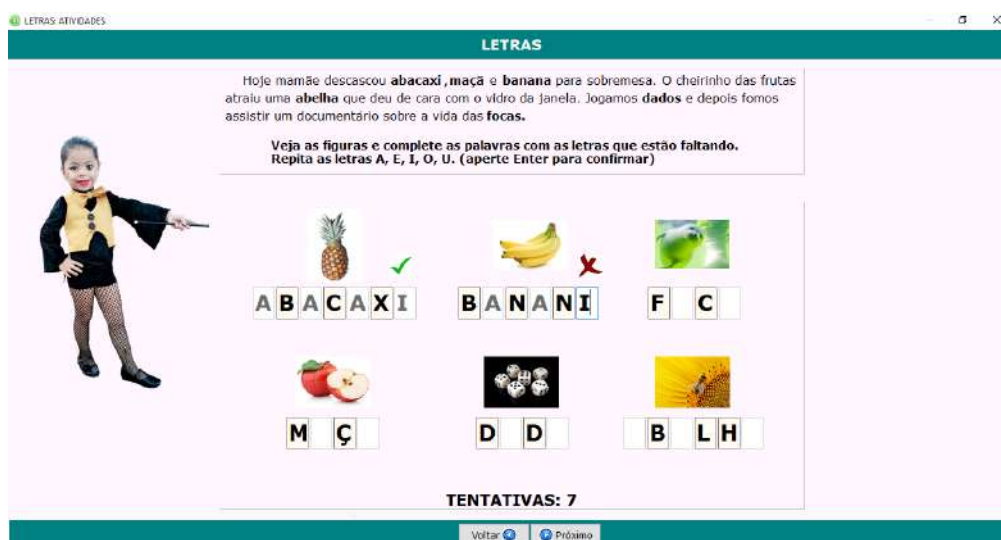 LETRAS: ATIVIDADES
LETRAS
Hoje mamãe descascou abacaxi ,maçã e banana para sobremesa. O cheirinho das frutas
atraiu uma abelha que deu de cara com o vidro da janela. Jogamos dados e depois fomos
assistir um documentário sobre a vida das focas.
Veja as figuras e complete as palavras com as letras que estão faltando.
Repita as letras A, E, I, O, U. (aperte Enter para confirmar)
A B A C A X I B A N A N I F C
M Ç D D B L H
TENTATIVAS: 7
Voltar Próximo